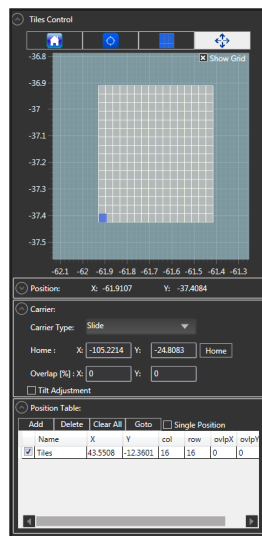 Tiles Control
Show Grid
-36.8
-36.9
-37
-37.1
-37.2
-37.3
-37.4
-37.5
-62.1 -62 -61.9 -61.8 -61.7 -61.6 -61.5 -61.4 -61.3
Position: X: -61.9107 Y: -37.4084
Carrier:
Carrier Type: Slide
Home : X: -105.2214 Y: -24.8083 Home
Overlap [%] : X: 0 Y: 0
Tilt Adjustment
Position Table:
Add Delete Clear All Goto Single Position
Name X Y col row ovlpX ovlpY
Tiles 43.5508 -12.3601 16 16 0 0